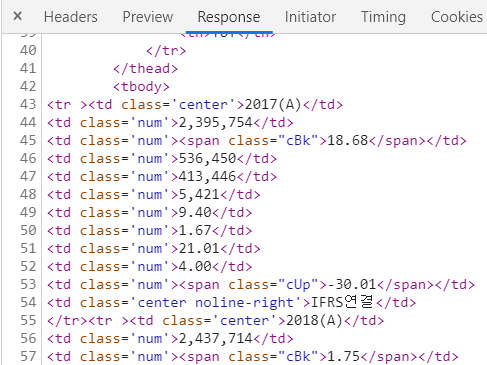 Headers Preview Response Initiator Timing Cookies
40 </tr>
41 </thead>
42 <tbody>
43 <tr ><td class='center'>2017(A)</td>
44 <td class='num'>2,395,754</td>
45 <td class='num'><span class="cBk">18.68</span></td>
46 <td class='num'>536,450</td>
47 <td class='num'>413,446</td>
48 <td class='num'>5,421</td>
49 <td class='num'>9.40</td>
50 <td class='num'>1.67</td>
51 <td class='num'>21.01</td>
52 <td class='num'>4.00</td>
53 <td class='num'><span class="cUp">-30.01</span></td>
54 <td class='center noline-right'>IFRS연결</td>
55 </tr><tr ><td class='center'>2018(A)</td>
56 <td class='num'>2,437,714</td>
57 <td class='num'><span class="cBk">1.75</span></td>